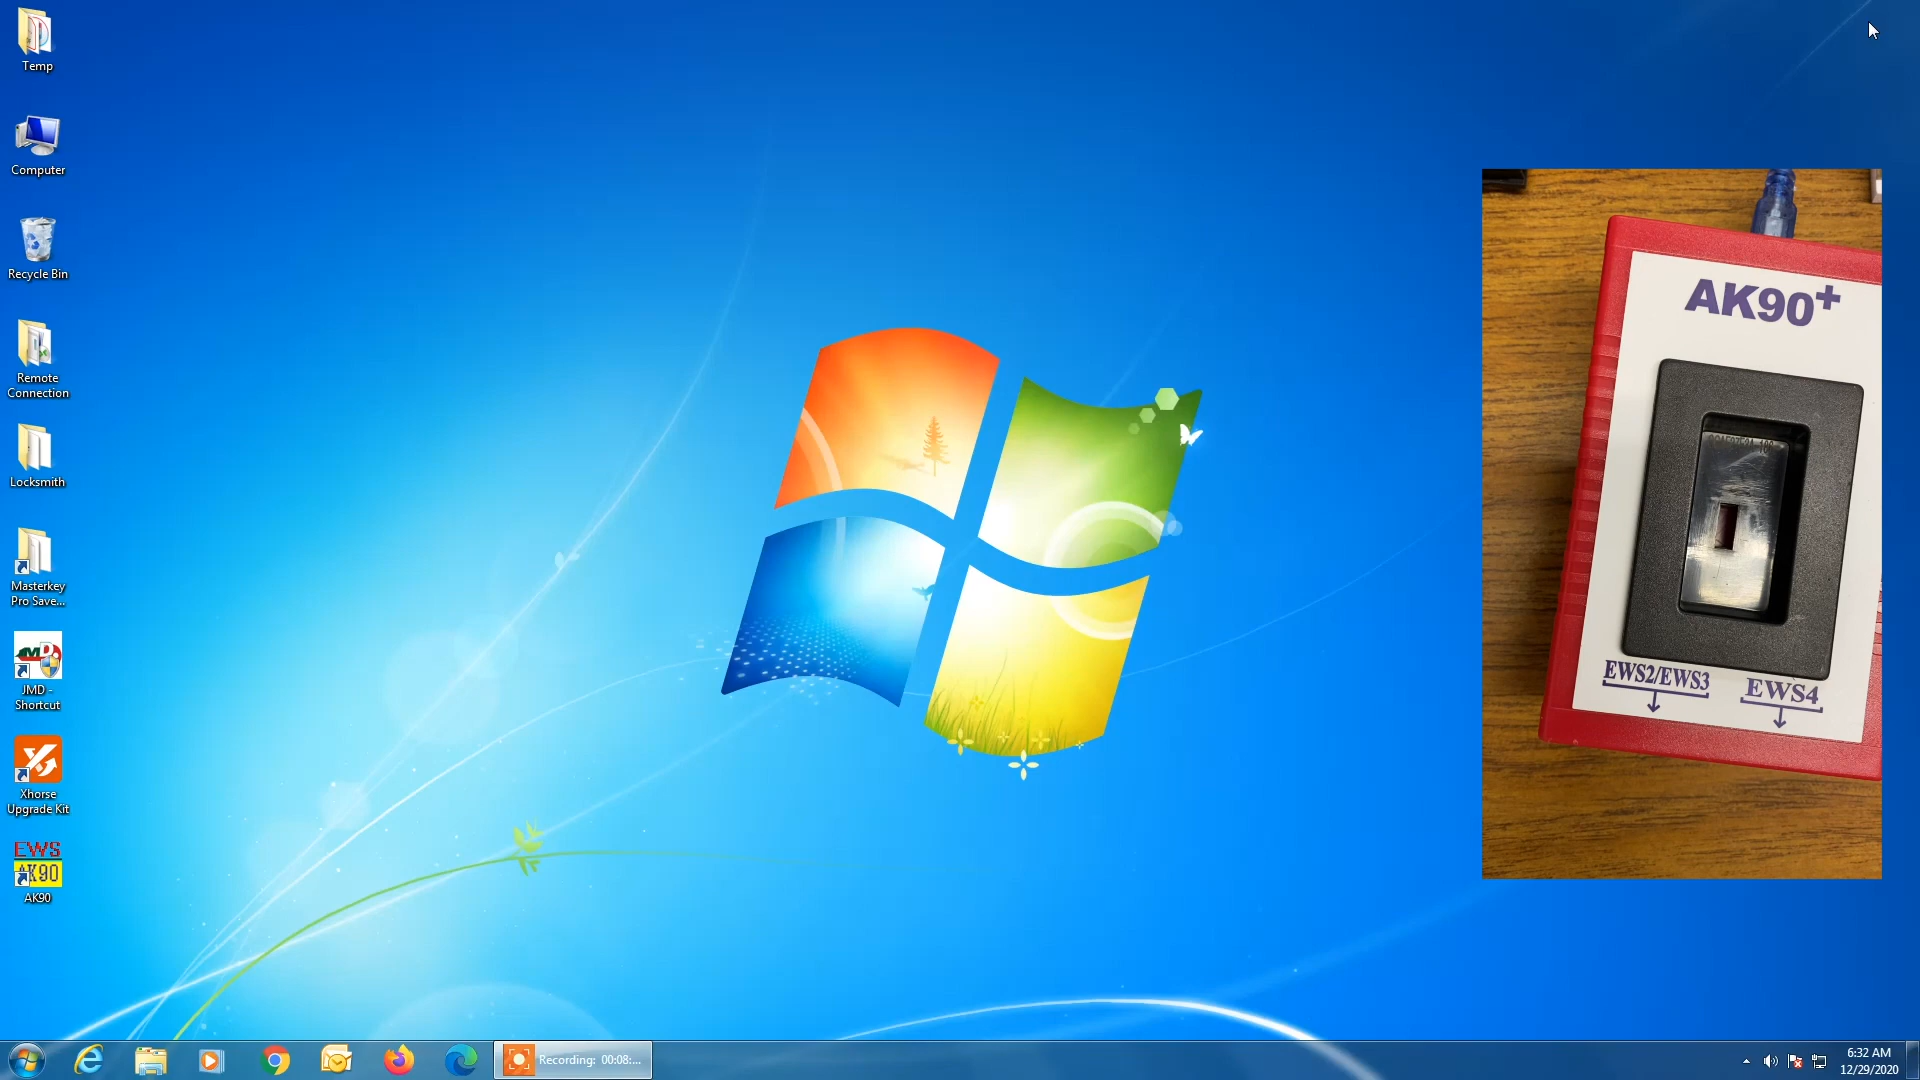 Temp
Computer
Recycle Bin
Remote
Connection
Locksmith
Masterkey
Pro Save...
JMD -
Shortcut
Xhorse
Upgrade Kit
EWS
AK90
AK90
AK90+
EWS2/EWS3
EWS4
Recording: 00:08:...
6:32 AM
12/29/2020